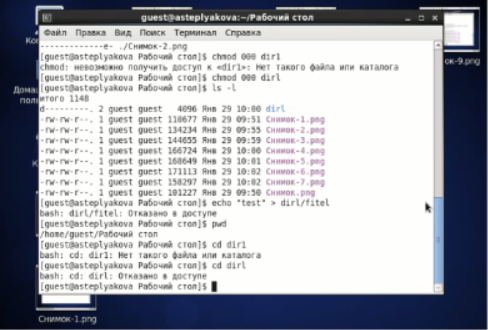 guest@asteplyakova:~/Рабочий стол
Файл Правка Вид Поиск Терминал Справка
-------------e- ./Снимок-2.png
[guest@asteplyakova Рабочий стол]$ chmod 000 dir1
chmod: невозможно получить доступ к «dir1»: Нет такого файла или каталога
[guest@asteplyakova Рабочий стол]$ chmod 000 dirl
[guest@asteplyakova Рабочий стол]$ ls -l
итого 1148
d---------. 2 guest guest 4096 Янв 29 10:00 dirl
-rw-rw-r--. 1 guest guest 110677 Янв 29 09:51 Снимок-1.png
-rw-rw-r--. 1 guest guest 134234 Янв 29 09:55 Снимок-2.png
-rw-rw-r--. 1 guest guest 144655 Янв 29 09:59 Снимок-3.png
-rw-rw-r--. 1 guest guest 166724 Янв 29 10:00 Снимок-4.png
-rw-rw-r--. 1 guest guest 168649 Янв 29 10:01 Снимок-5.png
-rw-rw-r--. 1 guest guest 171113 Янв 29 10:02 Снимок-6.png
-rw-rw-r--. 1 guest guest 158297 Янв 29 10:02 Снимок-7.png
-rw-rw-r--. 1 guest guest 101227 Янв 29 09:50 Снимок.png
[guest@asteplyakova Рабочий стол]$ echo "test" > dirl/fitel
bash: dirl/fitel: Отказано в доступе
[guest@asteplyakova Рабочий стол]$ pwd
/home/guest/Рабочий стол
[guest@asteplyakova Рабочий стол]$ cd dir1
bash: cd: dir1: Нет такого файла или каталога
[guest@asteplyakova Рабочий стол]$ cd dirl
bash: cd: dirl: Отказано в доступе
[guest@asteplyakova Рабочий стол]$
Снимок-1.png